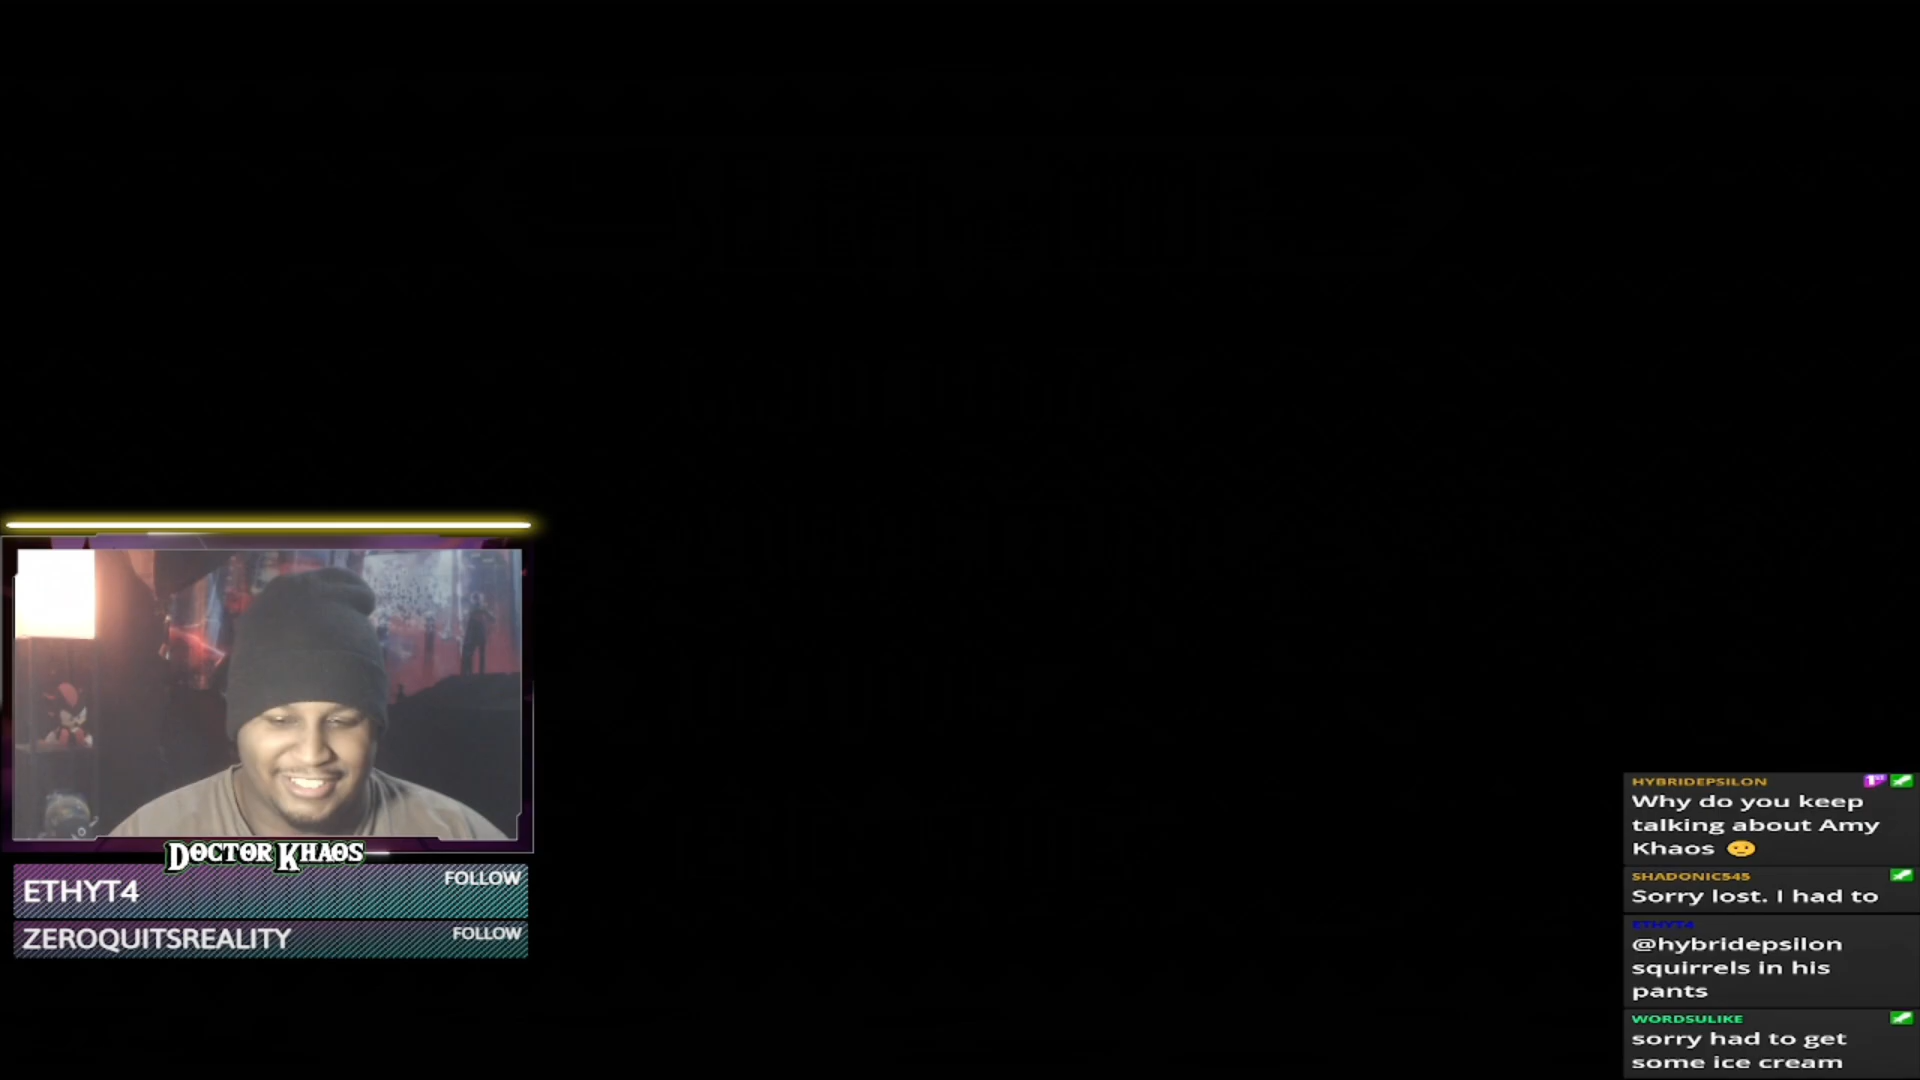 DOCTOR KHAOS
ETHYT4 FOLLOW
ZEROQUITSREALITY FOLLOW
HYBRIDEPSILON
Why do you keep
talking about Amy
Khaos 😕
SHADONIC545
Sorry lost. I had to
ETHYT4
@hybridepsilon
squirrels in his
pants
WORDSULIKE
sorry had to get
some ice cream